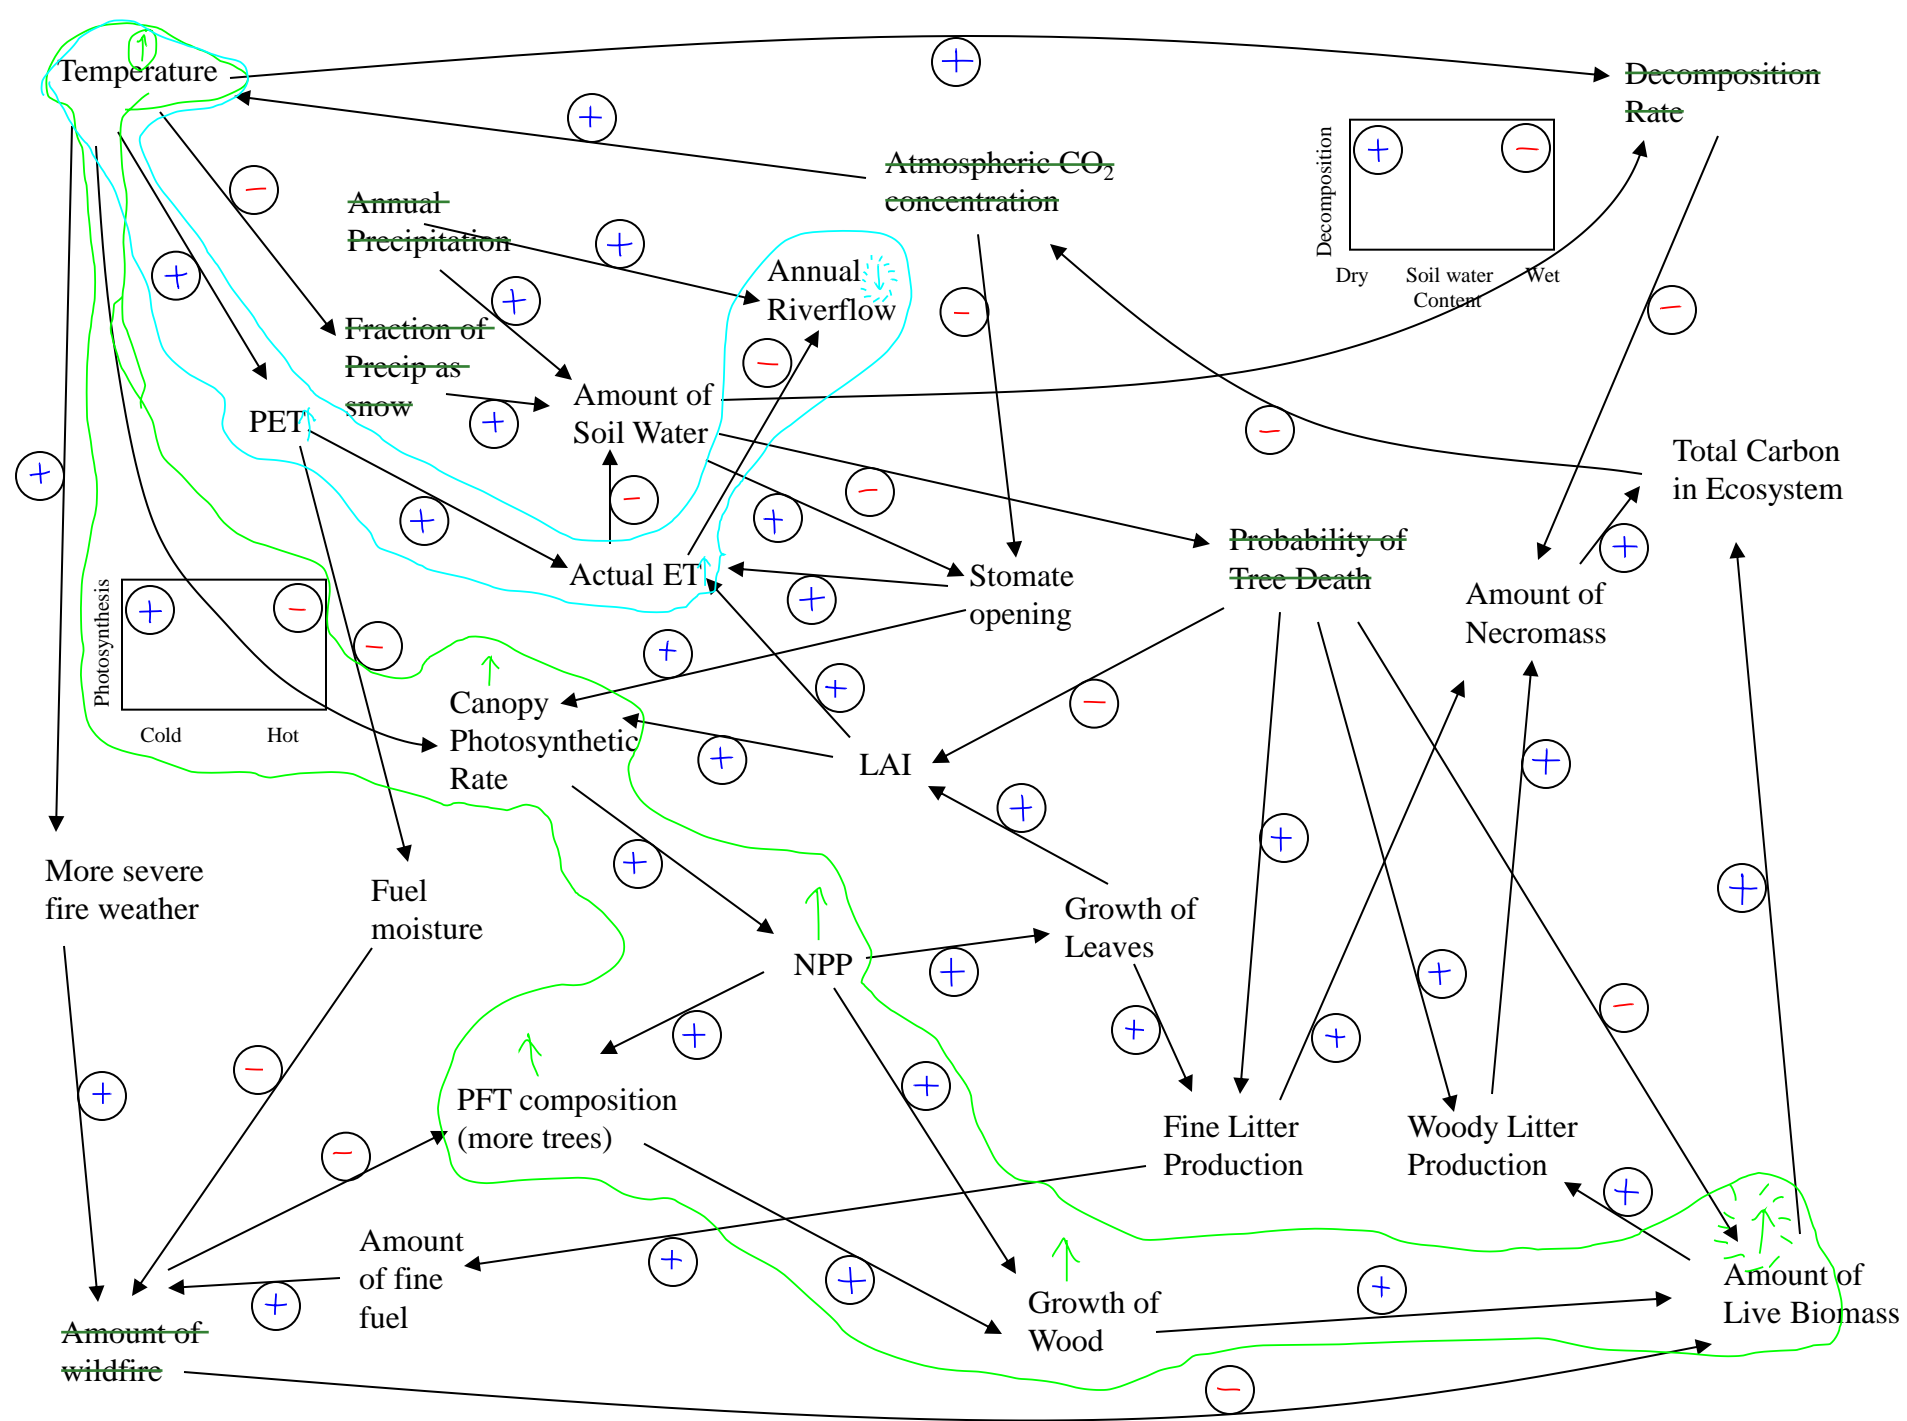 Temperature
Decomposition
Rate
Atmospheric CO₂
concentration
Annual
Precipitation
Decomposition
Dry
Soil water
Content
Wet
Annual
Riverflow
Fraction of
Precip as
snow
PET
Amount of
Soil Water
Total Carbon
in Ecosystem
Actual ET
Stomate
opening
Probability of
Tree Death
Amount of
Necromass
Photosynthesis
Cold
Hot
Canopy
Photosynthetic
Rate
LAI
More severe
fire weather
Fuel
moisture
NPP
Growth of
Leaves
PFT composition
(more trees)
Fine Litter
Production
Woody Litter
Production
Amount
of fine
fuel
Growth of
Wood
Amount of
Live Biomass
Amount of
wildfire